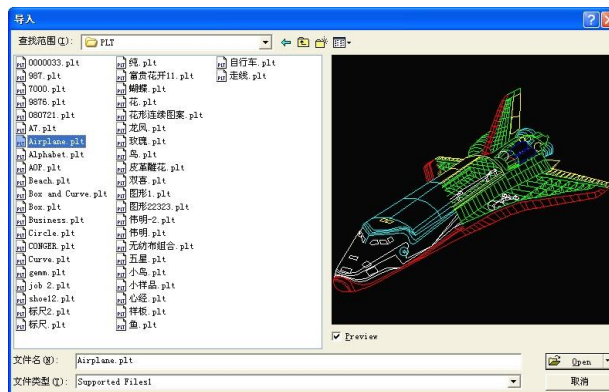 导入
查找范围(I): PLT
0000033.plt
987.plt
7000.plt
9876.plt
080721.plt
A7.plt
Airplane.plt
Alphabet.plt
AOP.plt
Beach.plt
Box and Curve.plt
Box.plt
Business.plt
Circle.plt
CONGER.plt
Curve.plt
gemm.plt
job 2.plt
shoe12.plt
标尺2.plt
标尺.plt
纯.plt
富贵花开11.plt
蝴蝶.plt
花.plt
花形连续图案.plt
龙凤.plt
玫瑰.plt
鸟.plt
皮革雕花.plt
双喜.plt
图形1.plt
图形22323.plt
伟明-2.plt
伟明.plt
无纺布组合.plt
五星.plt
小鸟.plt
小样品.plt
心经.plt
样板.plt
鱼.plt
自行车.plt
走线.plt
Preview
文件名(N): Airplane.plt
Open
文件类型(T): Supported Files1
取消